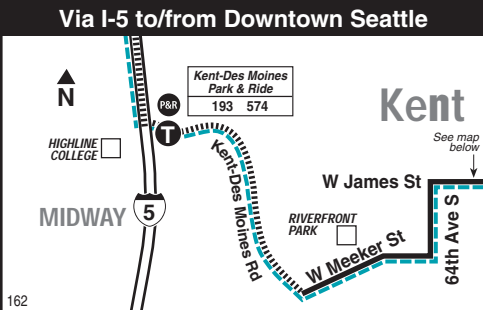 Via I-5 to/from Downtown Seattle
N
P&R
Kent-Des Moines
Park & Ride
193 574
Kent
T
HIGHLINE
COLLEGE
See map
below
Kent-Des Moines Rd
W James St
MIDWAY
5
RIVERFRONT
PARK
W Meeker St
64th Ave S
162